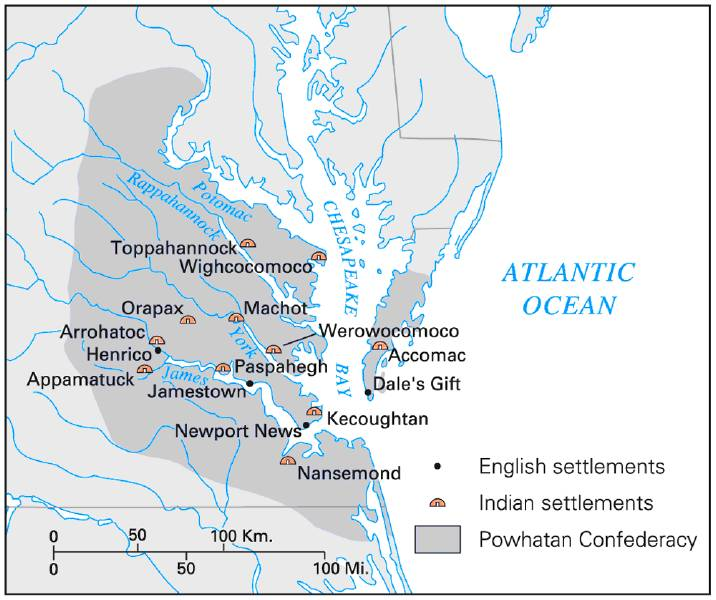 Potomac
Rappahannock
CHESAPEAKE
BAY
Toppahannock
Wighcocomoco
ATLANTIC
OCEAN
Orapax
Machot
York
Werowocomoco
Arrohatoc
Henrico
Accomac
Appamatuck
James
Paspahegh
Jamestown
Dale's Gift
Kecoughtan
Newport News
Nansemond
English settlements
Indian settlements
Powhatan Confederacy
0 50 100 Km.
0 50 100 Mi.